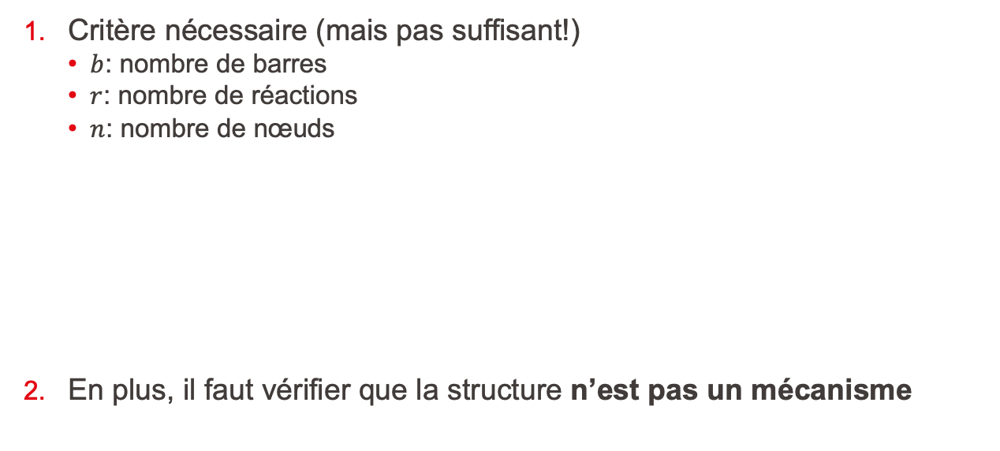 1. Critère nécessaire (mais pas suffisant!)
• b: nombre de barres
• r: nombre de réactions
• n: nombre de nœuds
2. En plus, il faut vérifier que la structure n’est pas un mécanisme